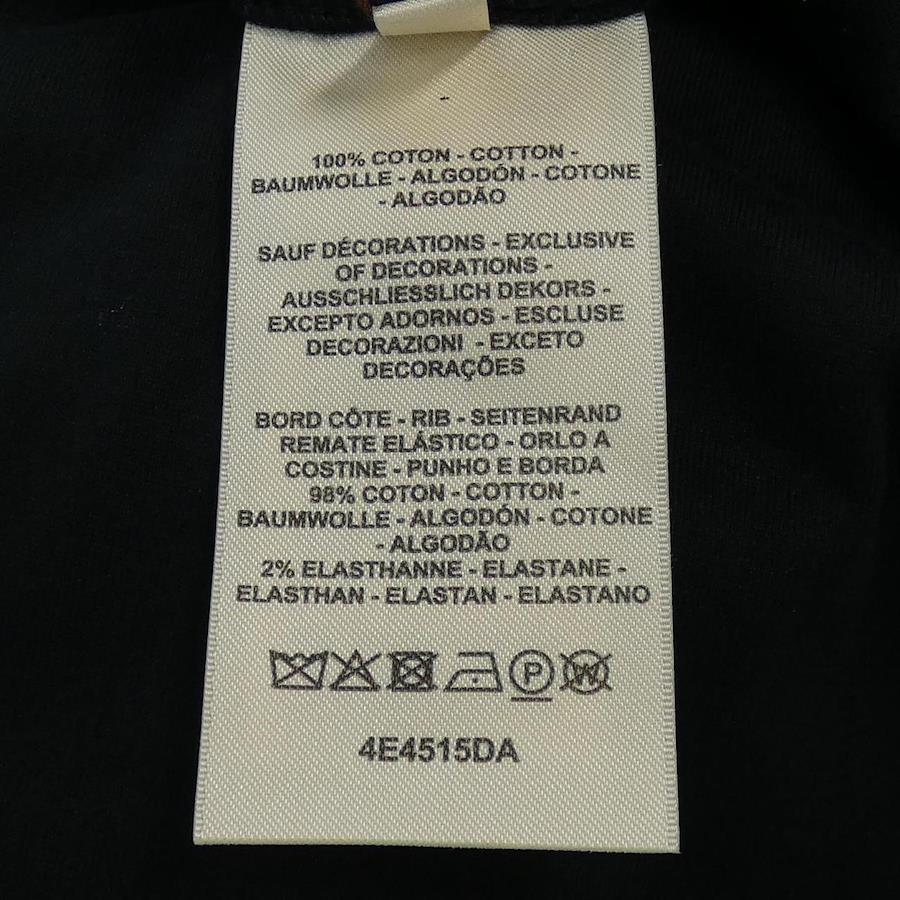 100% COTON - COTTON -
BAUMWOLLE - ALGODÓN - COTONE
- ALGODÃO
SAUF DÉCORATIONS - EXCLUSIVE
OF DECORATIONS -
AUSSCHLIESSLICH DEKORS -
EXCEPTO ADORNOS - ESCLUSE
DECORAZIONI - EXCETO
DECORAÇÕES
BORD CÔTE - RIB - SEITENRAND
REMATE ELÁSTICO - ORLO A
COSTINE - PUNHO E BORDA
98% COTON - COTTON -
BAUMWOLLE - ALGODÓN - COTONE
- ALGODÃO
2% ELASTHANNE - ELASTANE -
ELASTHAN - ELASTAN - ELASTANO
P W
4E4515DA